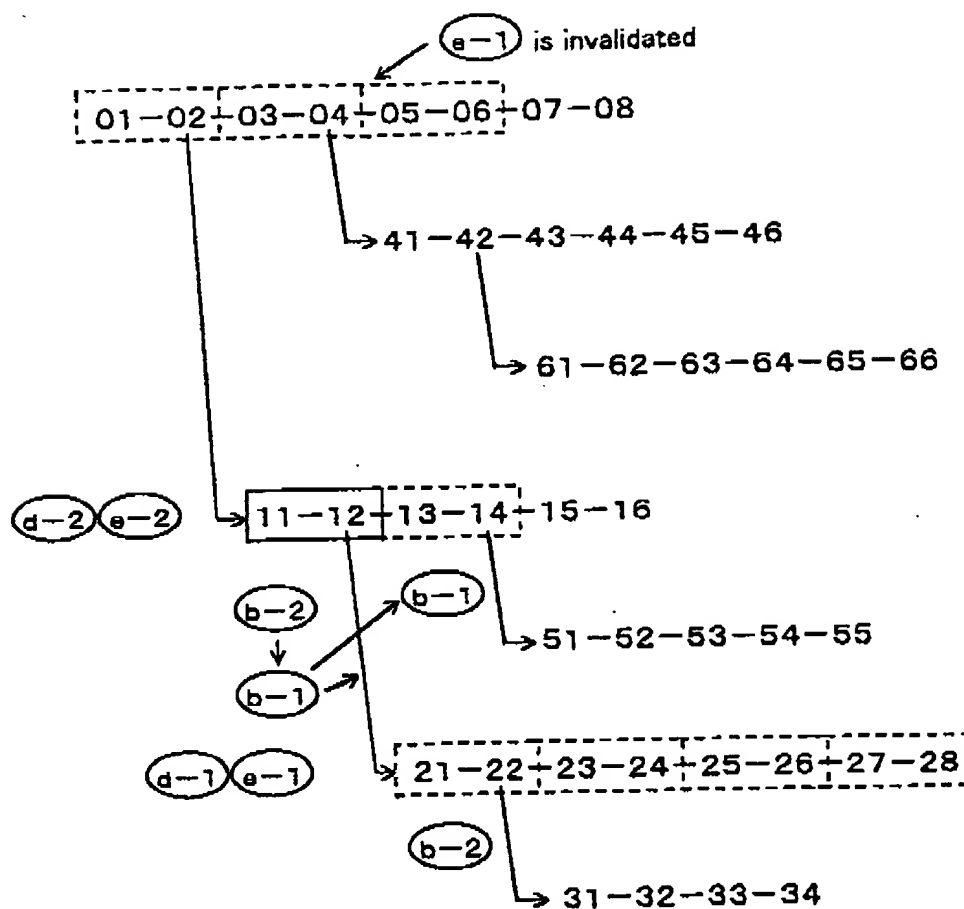 e-1 is invalidated
01-02-03-04-05-06-07-08
41-42-43-44-45-46
61-62-63-64-65-66
d-2 e-2 11-12-13-14-15-16
b-2 b-1
51-52-53-54-55
b-1
d-1 e-1 21-22-23-24-25-26-27-28
b-2
31-32-33-34